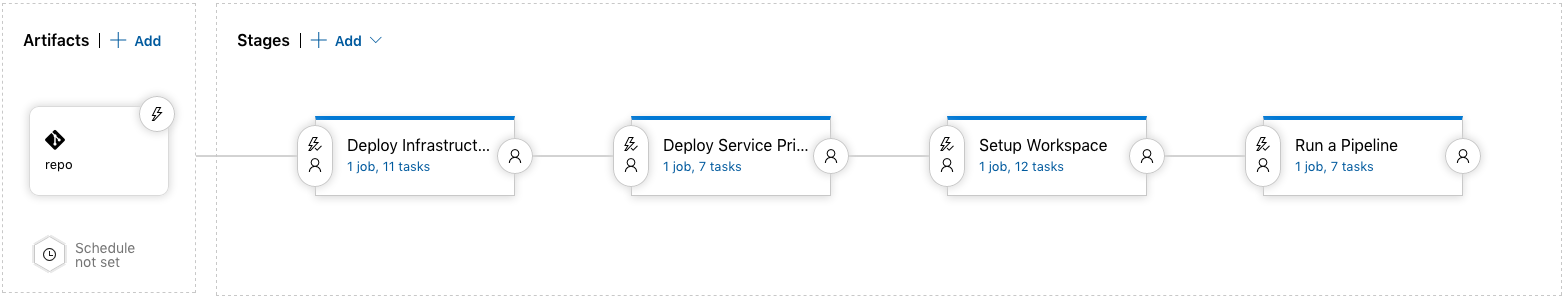 Artifacts | + Add
Stages | + Add
repo
Schedule
not set
Deploy Infrastruct...
1 job, 11 tasks
Deploy Service Pri...
1 job, 7 tasks
Setup Workspace
1 job, 12 tasks
Run a Pipeline
1 job, 7 tasks